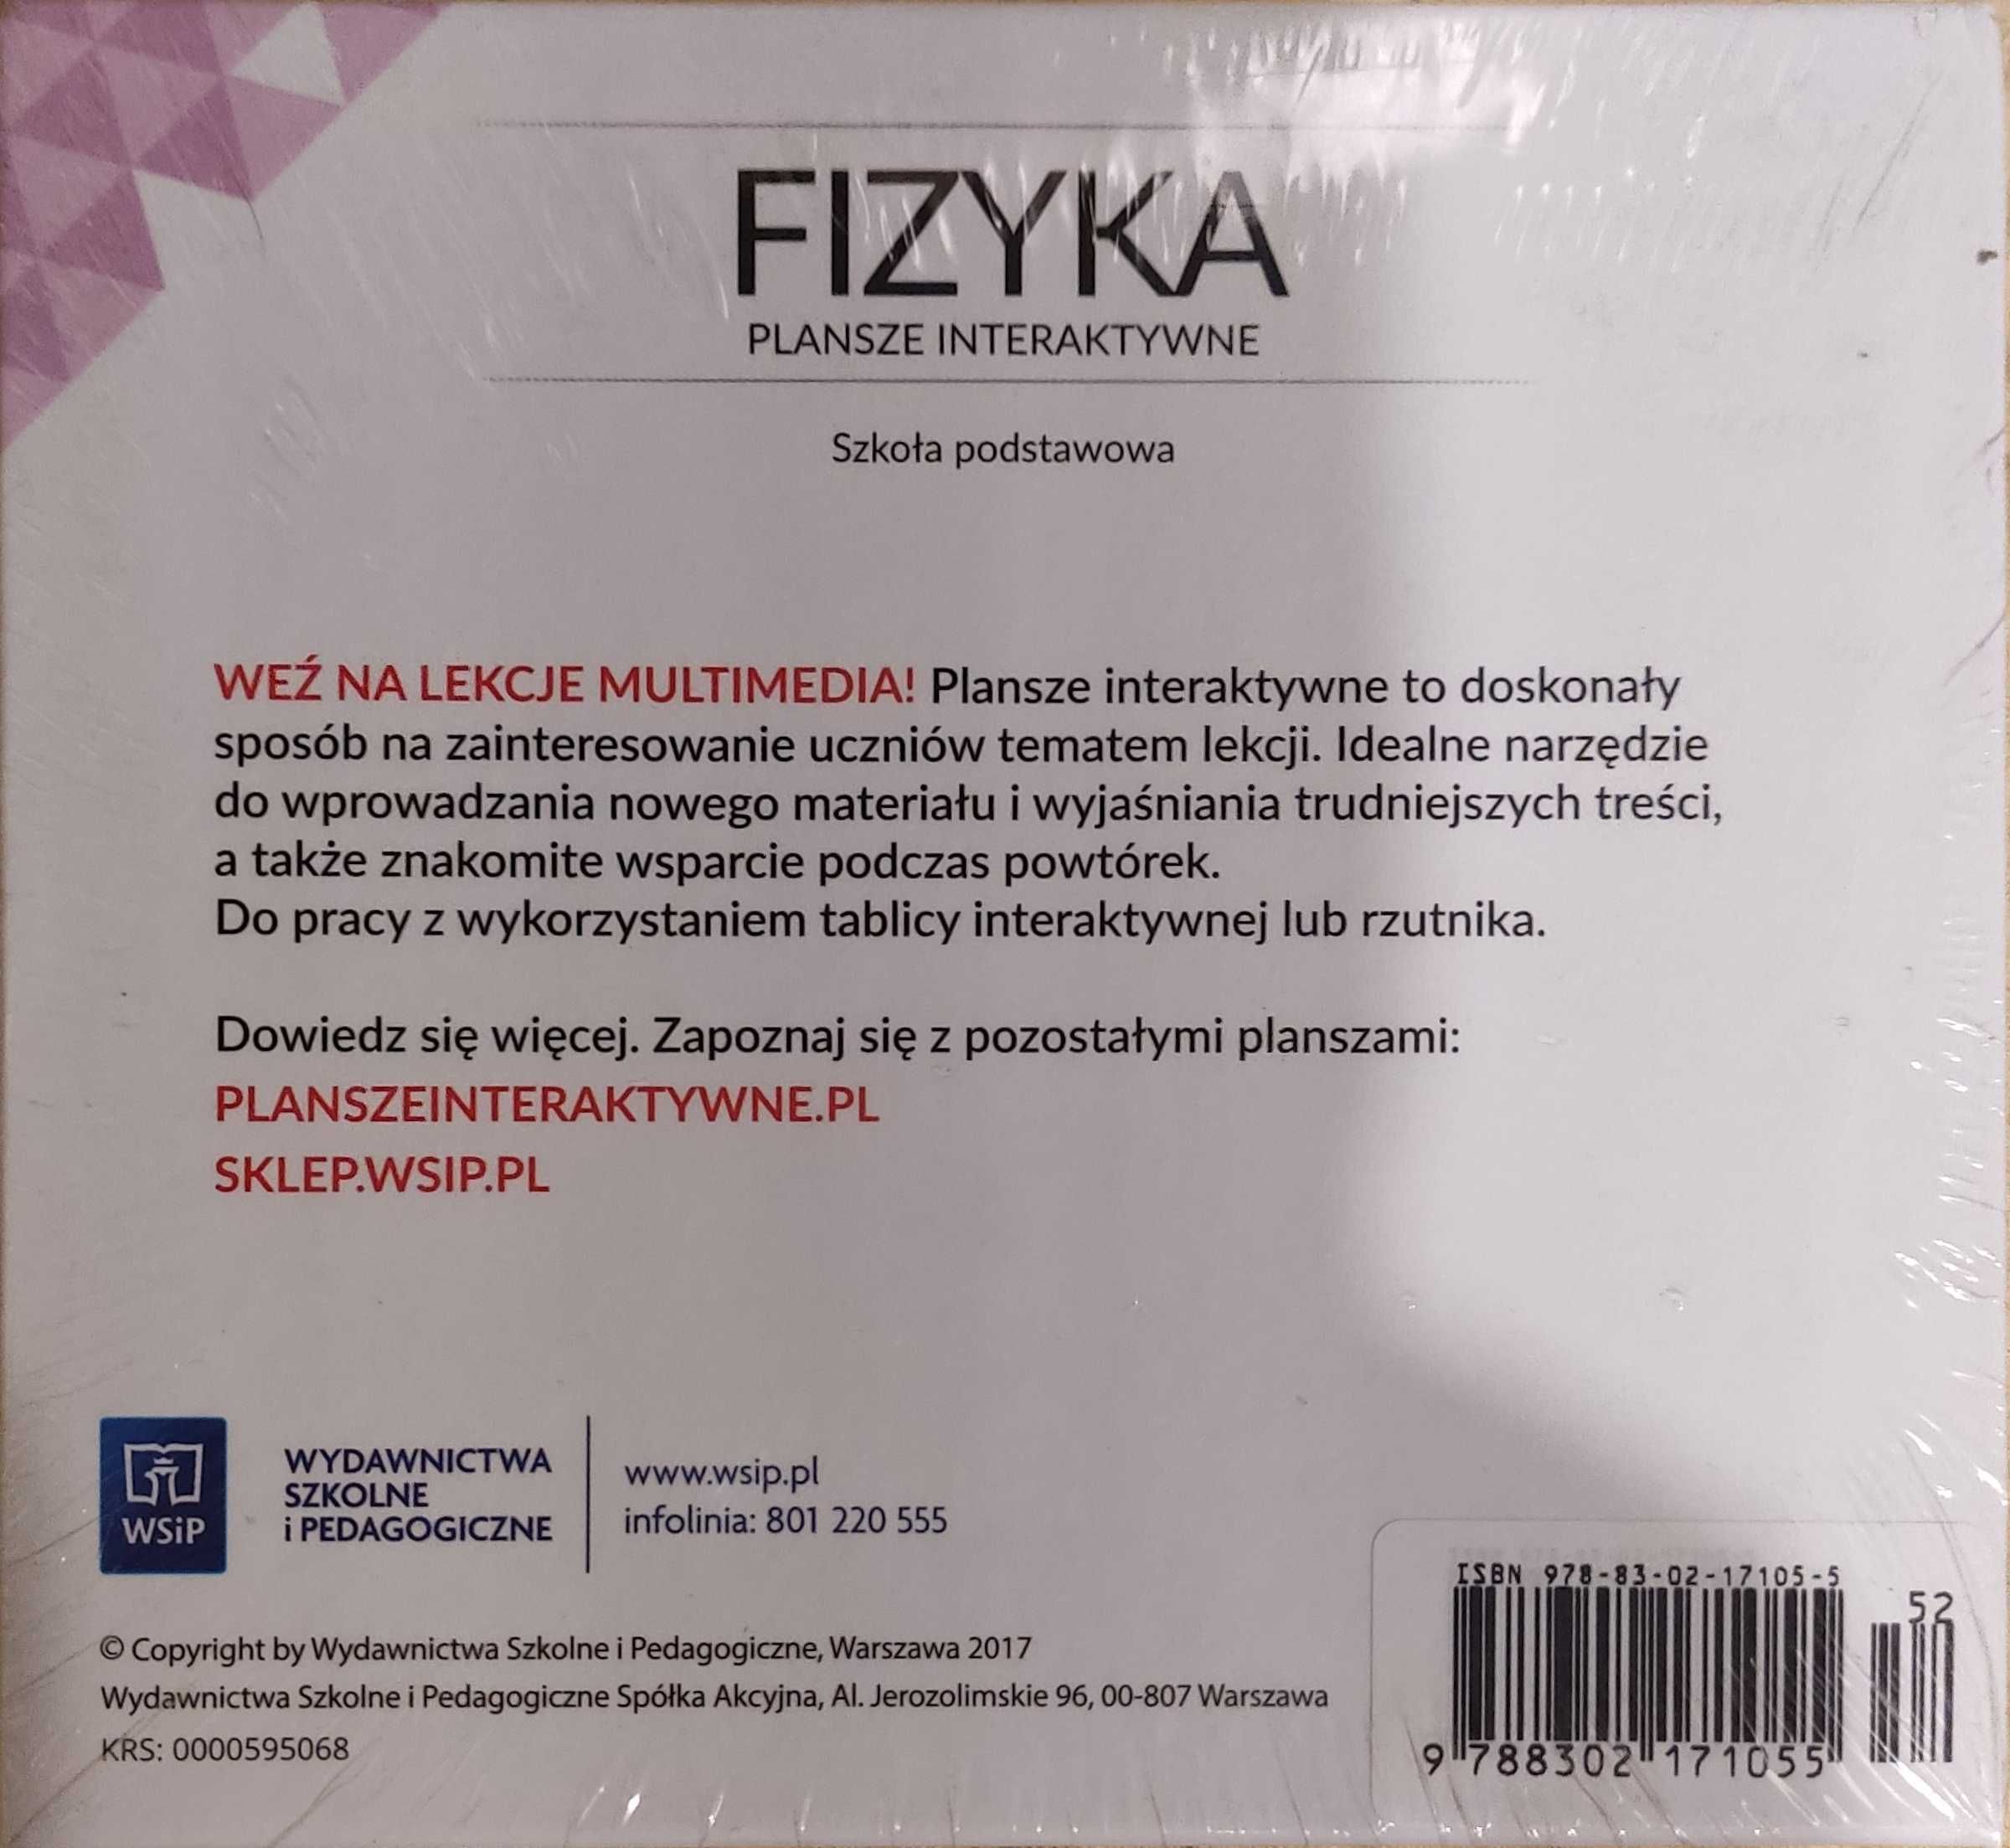 FIZYKA
PLANSZE INTERAKTYWNE
Szkoła podstawowa
WEŹ NA LEKCJE MULTIMEDIA! Plansze interaktywne to doskonały
sposób na zainteresowanie uczniów tematem lekcji. Idealne narzędzie
do wprowadzania nowego materiału i wyjaśniania trudniejszych treści,
a także znakomite wsparcie podczas powtórek.
Do pracy z wykorzystaniem tablicy interaktywnej lub rzutnika.
Dowiedz się więcej. Zapoznaj się z pozostałymi planszami:
PLANSZEINTERAKTYWNE.PL
SKLEP.WSIP.PL
WSiP
WYDAWNICTWA
SZKOLNE
i PEDAGOGICZNE
www.wsip.pl
infolinia: 801 220 555
© Copyright by Wydawnictwa Szkolne i Pedagogiczne, Warszawa 2017
Wydawnictwa Szkolne i Pedagogiczne Spółka Akcyjna, Al. Jerozolimskie 96, 00-807 Warszawa
KRS: 0000595068
ISBN 978-83-02-17105-5
52
9 788302 171055